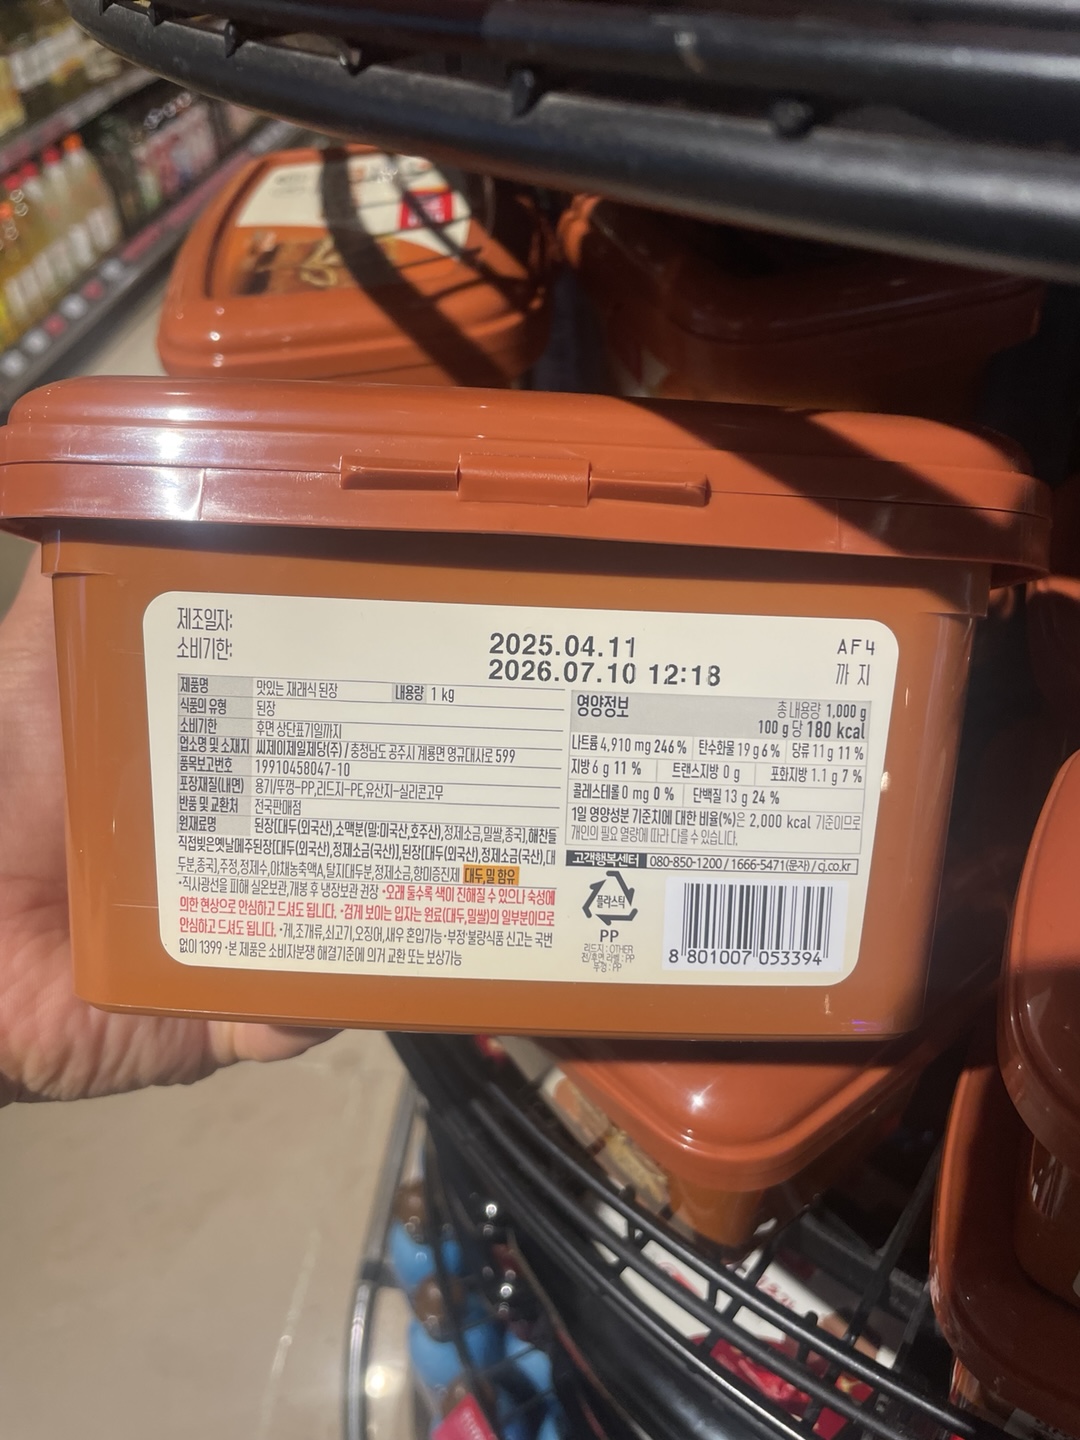 제조일자:
소비기한:
2025.04.11
2026.07.10 12:18
AF4
까지
제품명 맛있는 재래식 된장 내용량 1 kg
식품의 유형 된장
소비기한 후면 상단표기일까지
업소명 및 소재지 씨제이제일제당(주) / 충청남도 공주시 계룡면 영규대사로 599
품목보고번호 19910458047-10
포장재질(내면) 용기/뚜껑-PP,리드지-PE,유산지-실리콘고무
반품 및 교환처 전국판매점
원재료명 된장{대두(외국산),소맥분(밀:미국산,호주산),정제소금,밀쌀,종국},해찬들
직접빚은옛날메주된장{대두(외국산),정제소금(국산)},된장{대두(외국산),정제소금(국산),대
두분,종국},주정,정제수,야채농축액A,탈지대두분,정제소금,향미증진제 대두,밀 함유
•직사광선을 피해 실온보관,개봉 후 냉장보관 권장 •오래 둘수록 색이 진해질 수 있으나 숙성에
의한 현상으로 안심하고 드셔도 됩니다. •검게 보이는 입자는 원료(대두,밀쌀)의 일부분이므로
안심하고 드셔도 됩니다. •게,조개류,쇠고기,오징어,새우 혼입가능 •부정·불량식품 신고는 국번
없이 1399 •본 제품은 소비자분쟁 해결기준에 의거 교환 또는 보상가능
영양정보
총 내용량 1,000 g
100 g 당 180 kcal
나트륨 4,910 mg 246% 탄수화물 19 g 6% 당류 11 g 11%
지방 6 g 11% 트랜스지방 0 g 포화지방 1.1 g 7%
콜레스테롤 0 mg 0% 단백질 13 g 24%
1일 영양성분 기준치에 대한 비율(%)은 2,000 kcal 기준이므로
개인의 필요 열량에 따라 다를 수 있습니다.
고객행복센터 080-850-1200 / 1666-5471(문자) / cj.co.kr
플라스틱
PP
리드지 : OTHER
전/후면 라벨 : PP
뚜껑 : PP
8 801007 053394